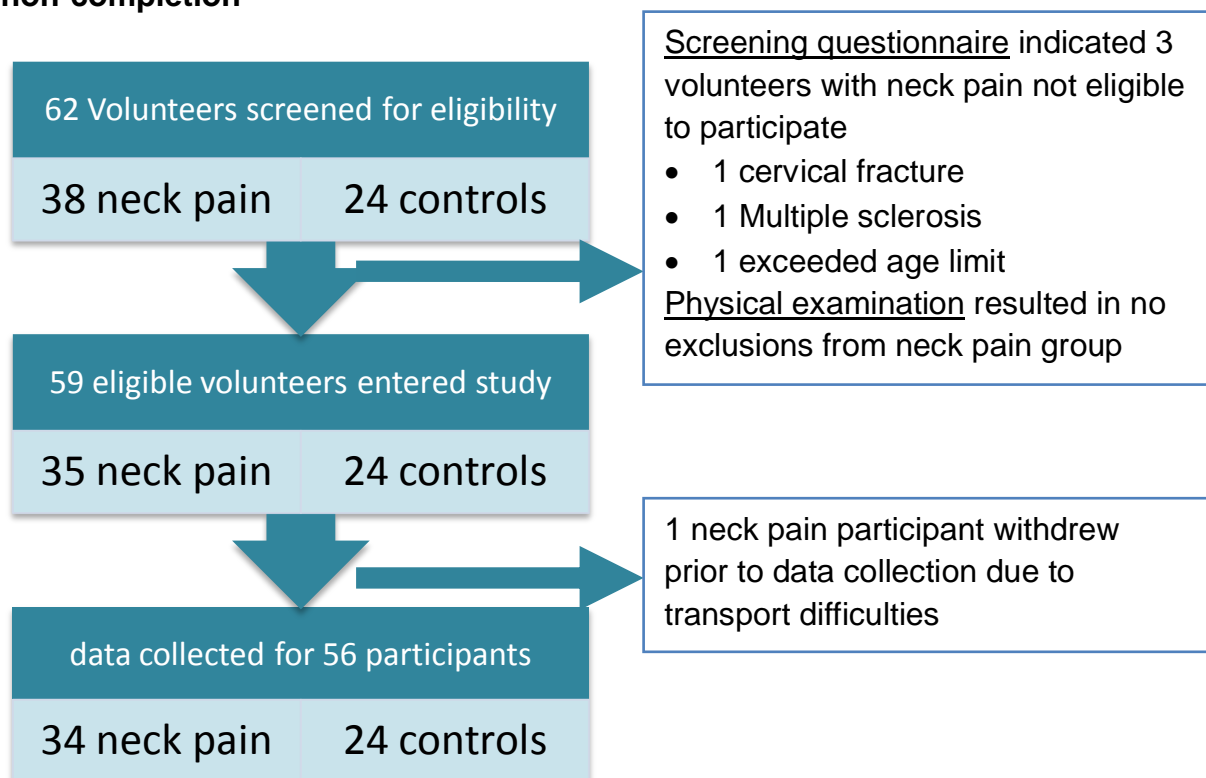 non-completion
62 Volunteers screened for eligibility
38 neck pain 24 controls
Screening questionnaire indicated 3
volunteers with neck pain not eligible
to participate
• 1 cervical fracture
• 1 Multiple sclerosis
• 1 exceeded age limit
Physical examination resulted in no
exclusions from neck pain group
59 eligible volunteers entered study
35 neck pain 24 controls
1 neck pain participant withdrew
prior to data collection due to
transport difficulties
data collected for 56 participants
34 neck pain 24 controls